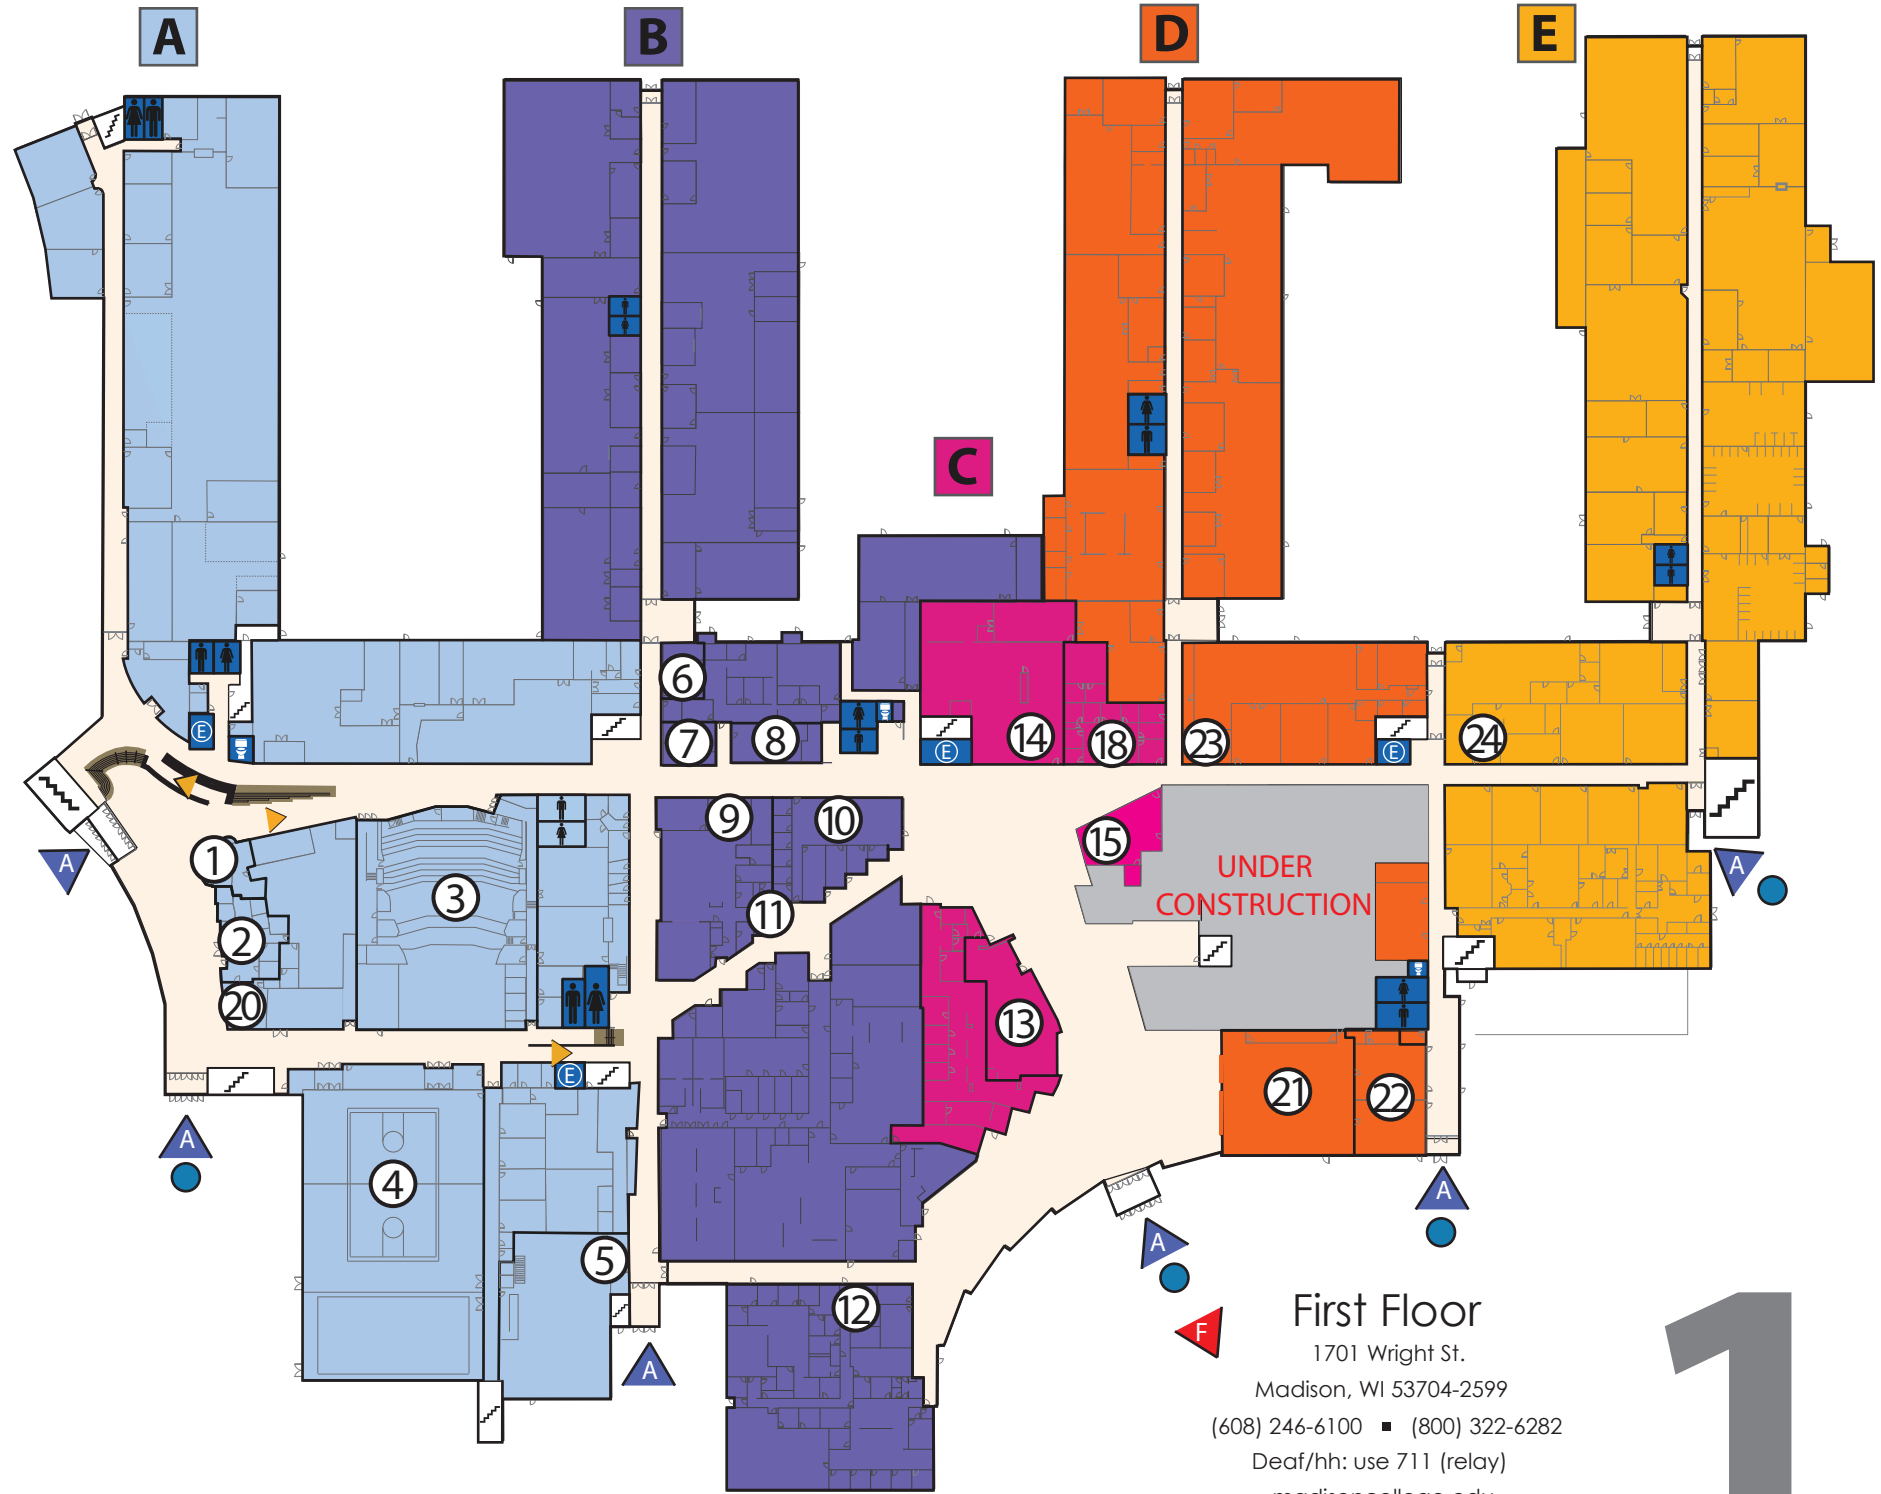 A
B
D
E
C
E
6
7
8
E
14
18
23
E
24
1
9
10
15
A
UNDER
CONSTRUCTION
A
3
11
2
20
13
E
21
22
A
4
A
A
5
12
First Floor
F
1701 Wright St.
A
Madison, WI 53704-2599
(608) 246-6100 ▪ (800) 322-6282
Deaf/hh: use 711 (relay)
madisoncollege.edu
1